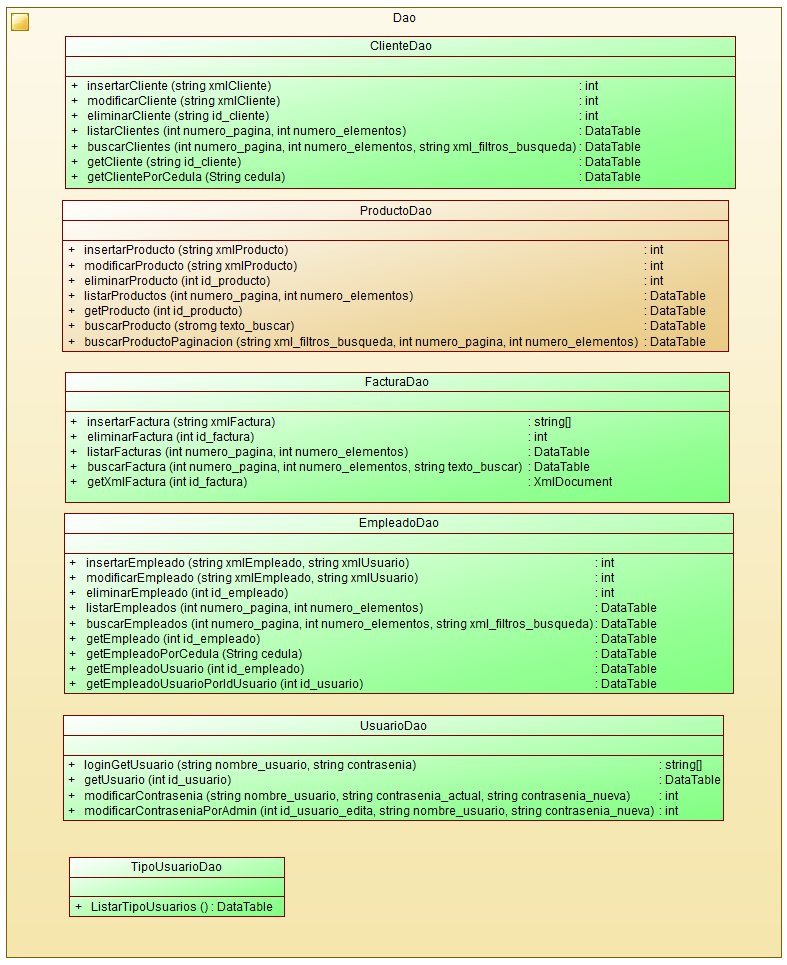 Dao
ClienteDao
+ insertarCliente (string xmlCliente) : int
+ modificarCliente (string xmlCliente) : int
+ eliminarCliente (string id_cliente) : int
+ listarClientes (int numero_pagina, int numero_elementos) : DataTable
+ buscarClientes (int numero_pagina, int numero_elementos, string xml_filtros_busqueda) : DataTable
+ getCliente (string id_cliente) : DataTable
+ getClientePorCedula (String cedula) : DataTable
ProductoDao
+ insertarProducto (string xmlProducto) : int
+ modificarProducto (string xmlProducto) : int
+ eliminarProducto (int id_producto) : int
+ listarProductos (int numero_pagina, int numero_elementos) : DataTable
+ getProducto (int id_producto) : DataTable
+ buscarProducto (stromg texto_buscar) : DataTable
+ buscarProductoPaginacion (string xml_filtros_busqueda, int numero_pagina, int numero_elementos) : DataTable
FacturaDao
+ insertarFactura (string xmlFactura) : string[]
+ eliminarFactura (int id_factura) : int
+ listarFacturas (int numero_pagina, int numero_elementos) : DataTable
+ buscarFactura (int numero_pagina, int numero_elementos, string texto_buscar) : DataTable
+ getXmlFactura (int id_factura) : XmlDocument
EmpleadoDao
+ insertarEmpleado (string xmlEmpleado, string xmlUsuario) : int
+ modificarEmpleado (string xmlEmpleado, string xmlUsuario) : int
+ eliminarEmpleado (int id_empleado) : int
+ listarEmpleados (int numero_pagina, int numero_elementos) : DataTable
+ buscarEmpleados (int numero_pagina, int numero_elementos, string xml_filtros_busqueda) : DataTable
+ getEmpleado (int id_empleado) : DataTable
+ getEmpleadoPorCedula (String cedula) : DataTable
+ getEmpleadoUsuario (int id_empleado) : DataTable
+ getEmpleadoUsuarioPorIdUsuario (int id_usuario) : DataTable
UsuarioDao
+ loginGetUsuario (string nombre_usuario, string contrasenia) : string[]
+ getUsuario (int id_usuario) : DataTable
+ modificarContrasenia (string nombre_usuario, string contrasenia_actual, string contrasenia_nueva) : int
+ modificarContraseniaPorAdmin (int id_usuario_edita, string nombre_usuario, string contrasenia_nueva) : int
TipoUsuarioDao
+ ListarTipoUsuarios () : DataTable